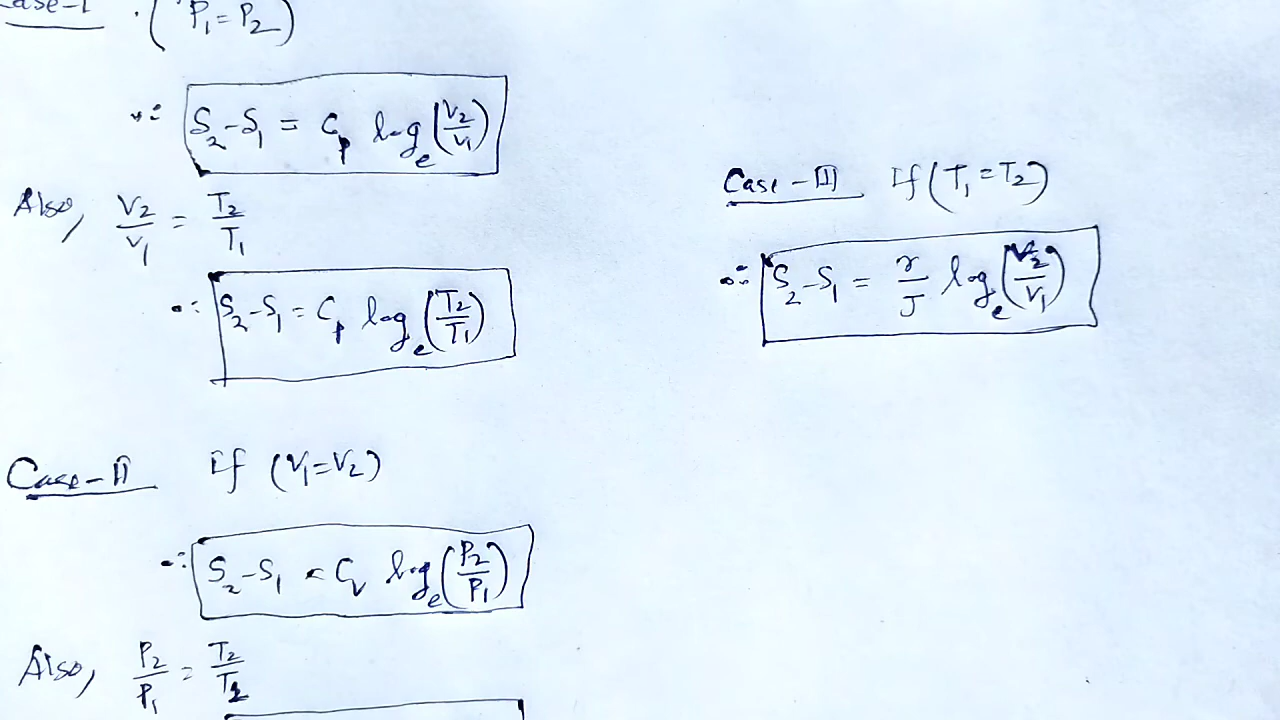 Case-I (P₁=P₂)
∴ S₂-S₁ = Cp logₑ(V₂/V₁)
Also, V₂/V₁ = T₂/T₁
∴ S₂-S₁ = Cp logₑ(T₂/T₁)
Case-II If (V₁=V₂)
∴ S₂-S₁ = Cv logₑ(P₂/P₁)
Also, P₂/P₁ = T₂/T₂
Case-III If (T₁=T₂)
∴ S₂-S₁ = r/J logₑ(V₂/V₁)